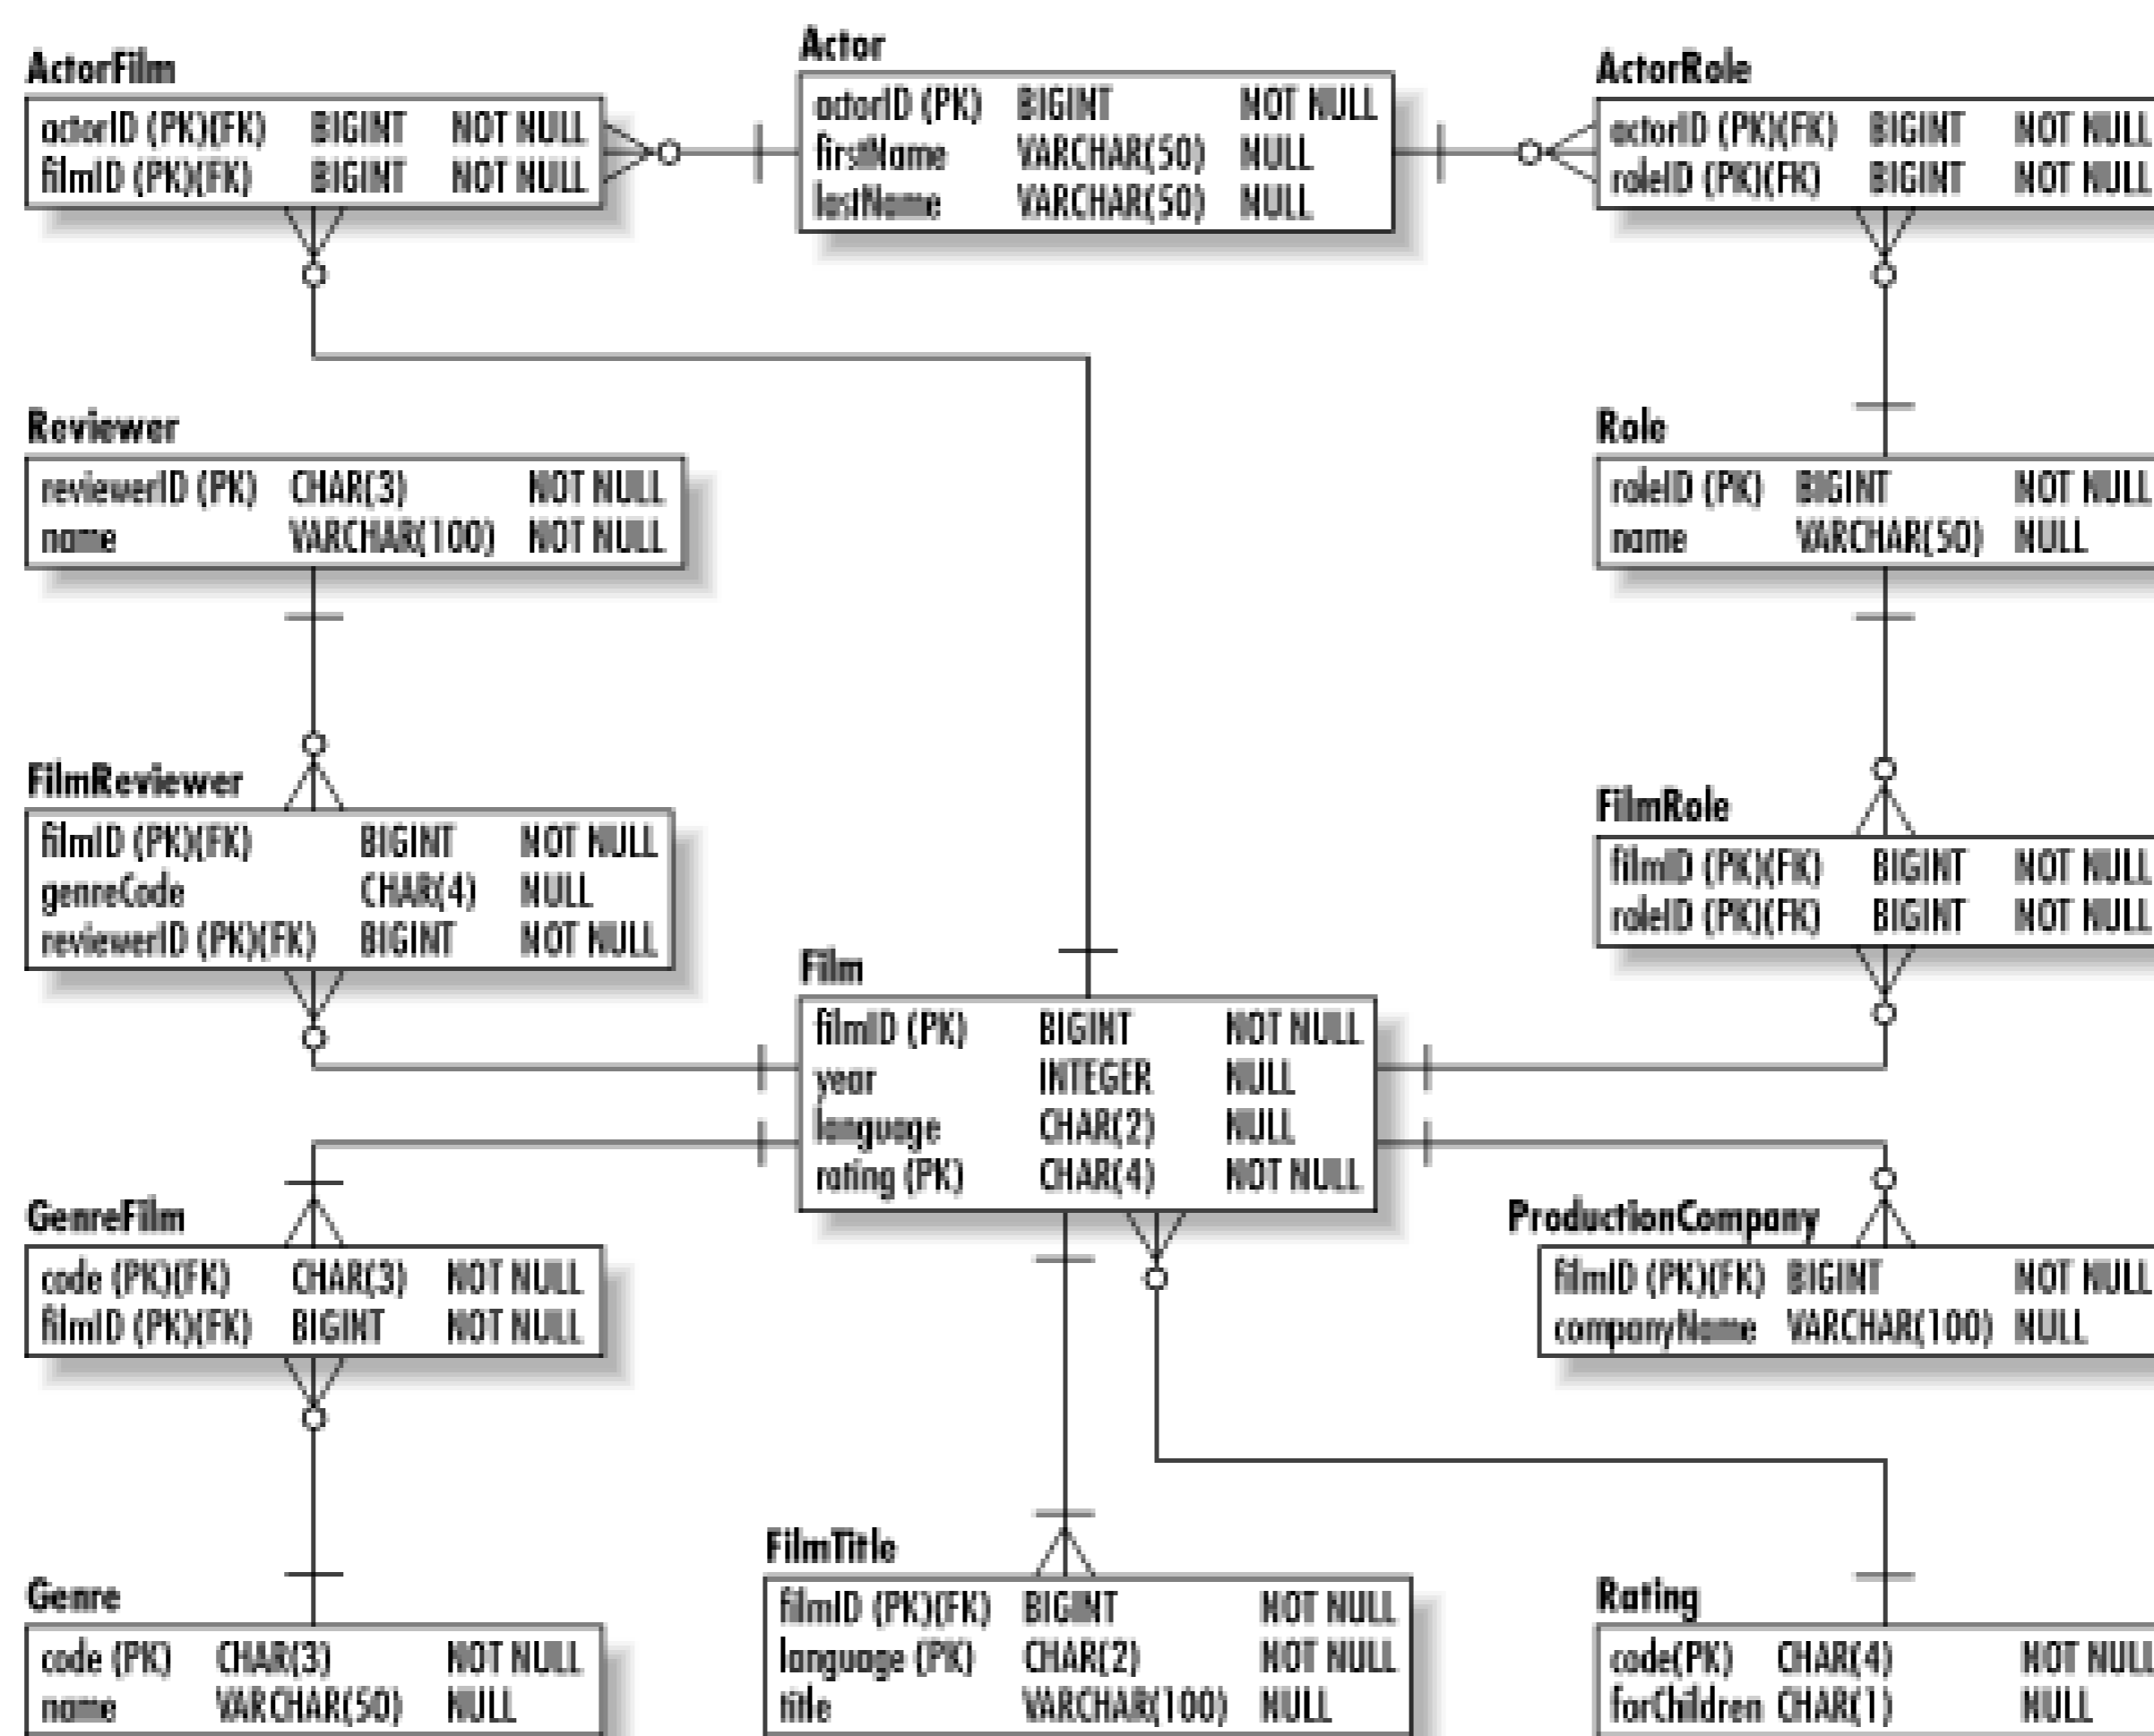 ActorFilm
actorID (PK)(FK) BIGINT NOT NULL
filmID (PK)(FK) BIGINT NOT NULL
Actor
actorID (PK) BIGINT NOT NULL
firstName VARCHAR(50) NULL
lastName VARCHAR(50) NULL
ActorRole
actorID (PK)(FK) BIGINT NOT NULL
roleID (PK)(FK) BIGINT NOT NULL
Reviewer
reviewerID (PK) CHAR(3) NOT NULL
name VARCHAR(100) NOT NULL
Role
roleID (PK) BIGINT NOT NULL
name VARCHAR(50) NULL
FilmReviewer
filmID (PK)(FK) BIGINT NOT NULL
genreCode CHAR(4) NULL
reviewerID (PK)(FK) BIGINT NOT NULL
FilmRole
filmID (PK)(FK) BIGINT NOT NULL
roleID (PK)(FK) BIGINT NOT NULL
Film
filmID (PK) BIGINT NOT NULL
year INTEGER NULL
language CHAR(2) NULL
rating (PK) CHAR(4) NOT NULL
GenreFilm
code (PK)(FK) CHAR(3) NOT NULL
filmID (PK)(FK) BIGINT NOT NULL
ProductionCompany
filmID (PK)(FK) BIGINT NOT NULL
companyName VARCHAR(100) NULL
Genre
code (PK) CHAR(3) NOT NULL
name VARCHAR(50) NULL
FilmTitle
filmID (PK)(FK) BIGINT NOT NULL
language (PK) CHAR(2) NOT NULL
title VARCHAR(100) NULL
Rating
code(PK) CHAR(4) NOT NULL
forChildren CHAR(1) NULL